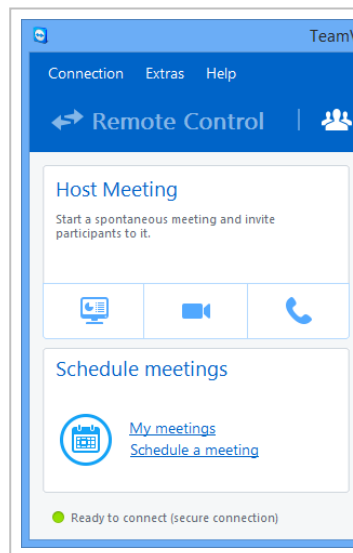 TeamV
Connection Extras Help
Remote Control
Host Meeting
Start a spontaneous meeting and invite
participants to it.
Schedule meetings
My meetings
Schedule a meeting
Ready to connect (secure connection)